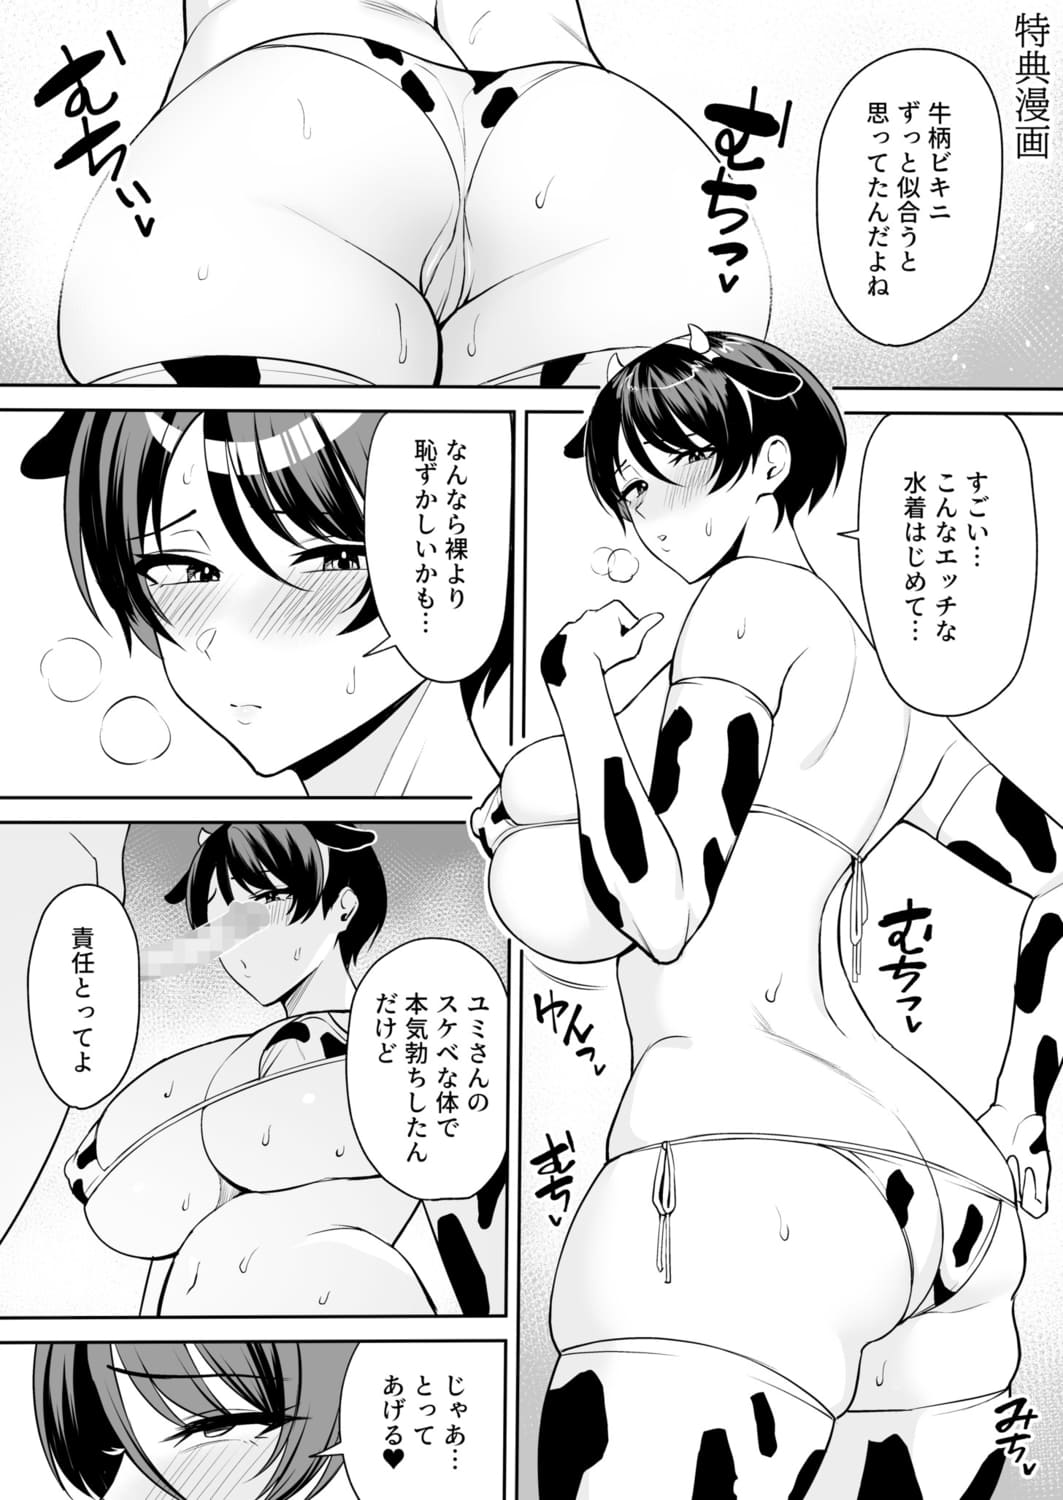 特典漫画
牛柄ビキニ
ずっと似合うと
思ってたんだよね
むちっ
むちぃっ
すごい…
こんなエッチな
水着はじめて…
なんなら裸より
恥ずかしいかも…
むちっ
ゆんっ
むち
みち
ユミさんの
スケベな体で
本気勃ちしたん
だけど
責任とってよ
じゃあ…
とって
あげる♥